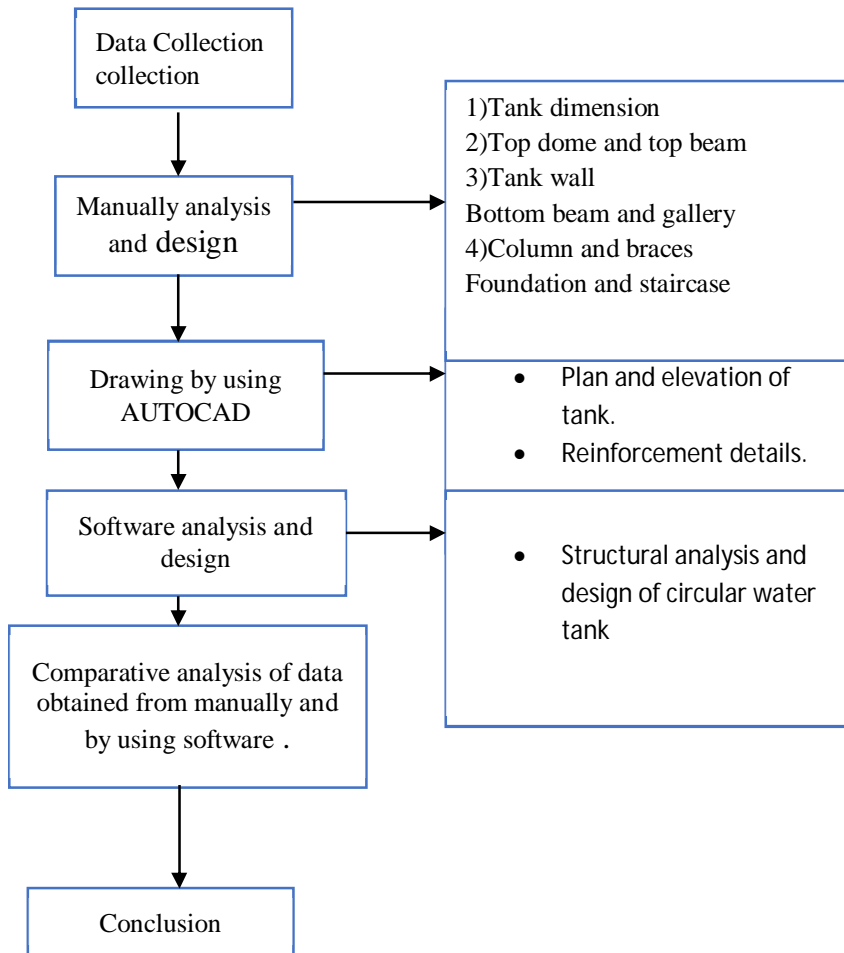 Data Collection
collection
1)Tank dimension
2)Top dome and top beam
3)Tank wall
Bottom beam and gallery
4)Column and braces
Foundation and staircase
Manually analysis
and design
Drawing by using
AUTOCAD
• Plan and elevation of
tank.
• Reinforcement details.
Software analysis and
design
• Structural analysis and
design of circular water
tank
Comparative analysis of data
obtained from manually and
by using software .
Conclusion